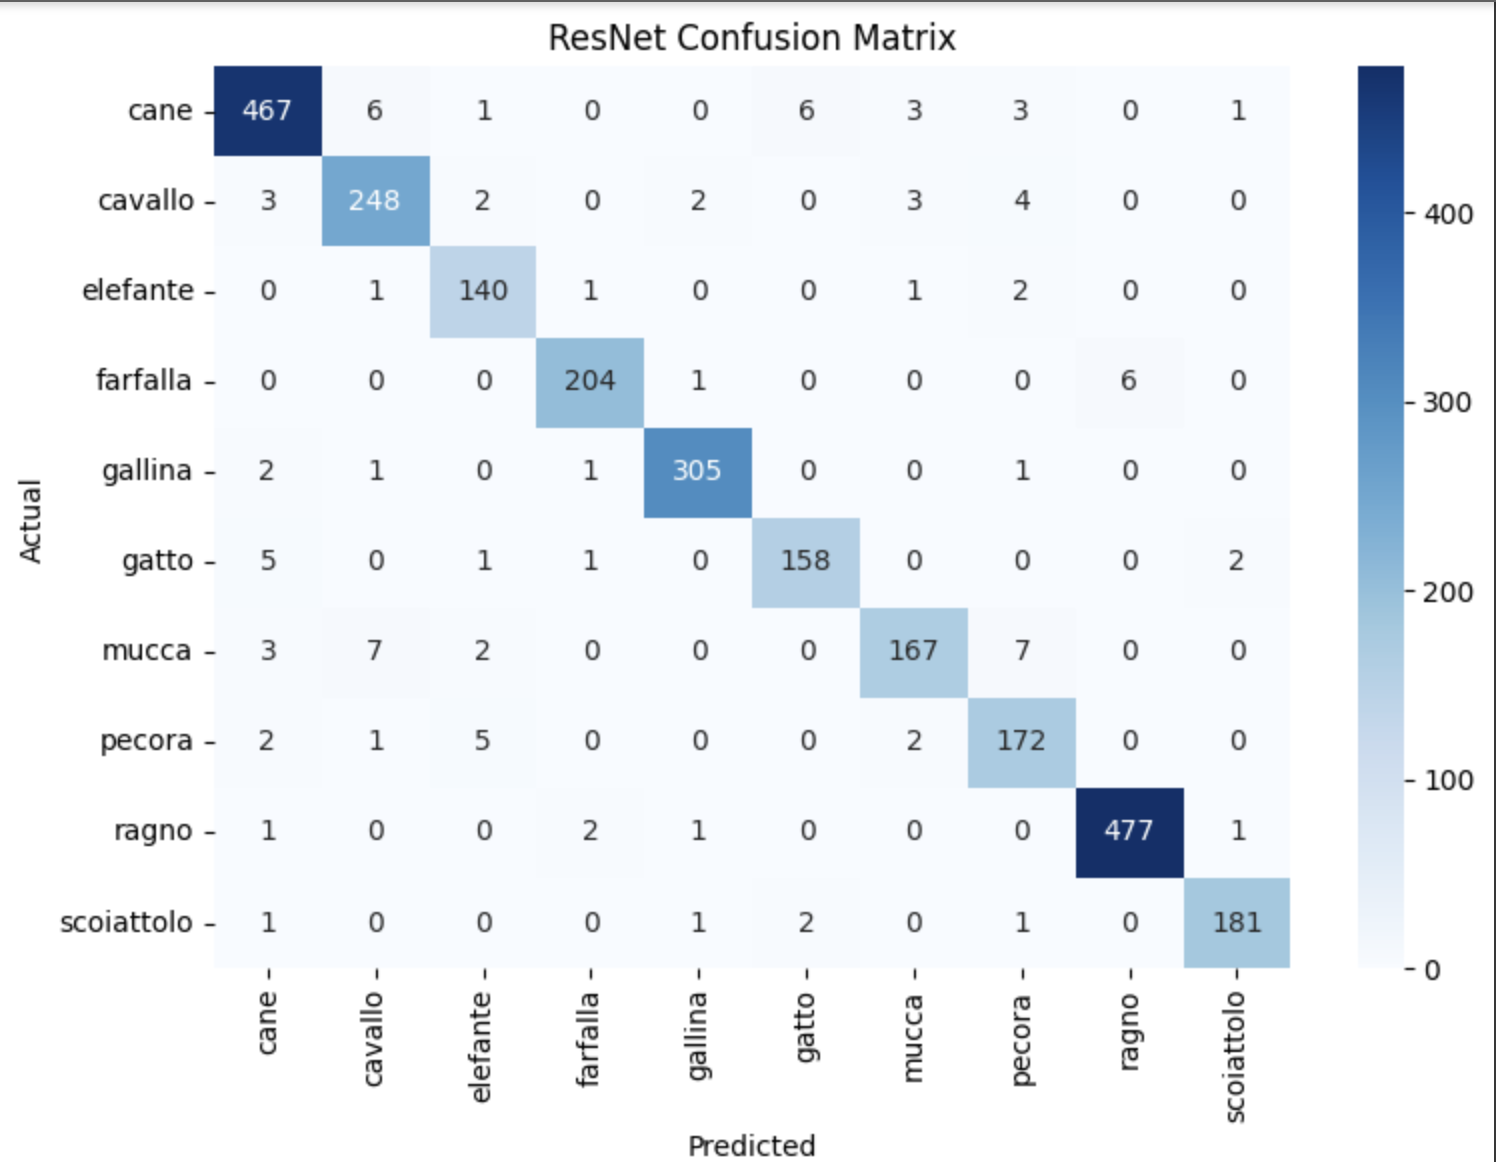 ResNet Confusion Matrix
cane 467 6 1 0 0 6 3 3 0 1
cavallo 3 248 2 0 2 0 3 4 0 0
elefante 0 1 140 1 0 0 1 2 0 0
farfalla 0 0 0 204 1 0 0 0 6 0
gallina 2 1 0 1 305 0 0 1 0 0
gatto 5 0 1 1 0 158 0 0 0 2
mucca 3 7 2 0 0 0 167 7 0 0
pecora 2 1 5 0 0 0 2 172 0 0
ragno 1 0 0 2 1 0 0 0 477 1
scoiattolo 1 0 0 0 1 2 0 1 0 181
Actual
cane cavallo elefante farfalla gallina gatto mucca pecora ragno scoiattolo
Predicted
400
300
200
100
0